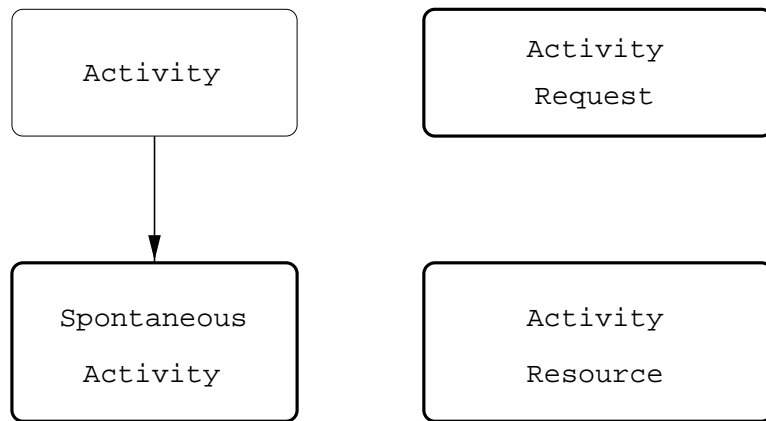 Activity
Activity
Request
Spontaneous
Activity
Activity
Resource